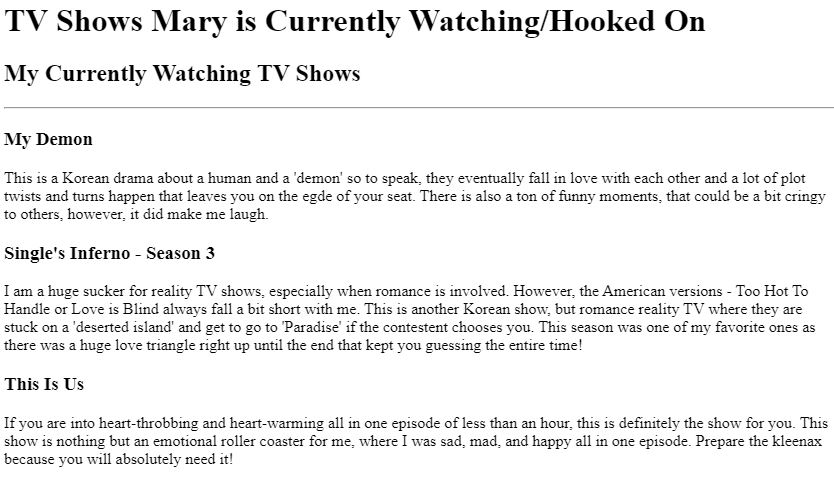 TV Shows Mary is Currently Watching/Hooked On
My Currently Watching TV Shows
My Demon
This is a Korean drama about a human and a 'demon' so to speak, they eventually fall in love with each other and a lot of plot
twists and turns happen that leaves you on the egde of your seat. There is also a ton of funny moments, that could be a bit cringy
to others, however, it did make me laugh.
Single's Inferno - Season 3
I am a huge sucker for reality TV shows, especially when romance is involved. However, the American versions - Too Hot To
Handle or Love is Blind always fall a bit short with me. This is another Korean show, but romance reality TV where they are
stuck on a 'deserted island' and get to go to 'Paradise' if the contestent chooses you. This season was one of my favorite ones as
there was a huge love triangle right up until the end that kept you guessing the entire time!
This Is Us
If you are into heart-throbbing and heart-warming all in one episode of less than an hour, this is definitely the show for you. This
show is nothing but an emotional roller coaster for me, where I was sad, mad, and happy all in one episode. Prepare the kleenax
because you will absolutely need it!